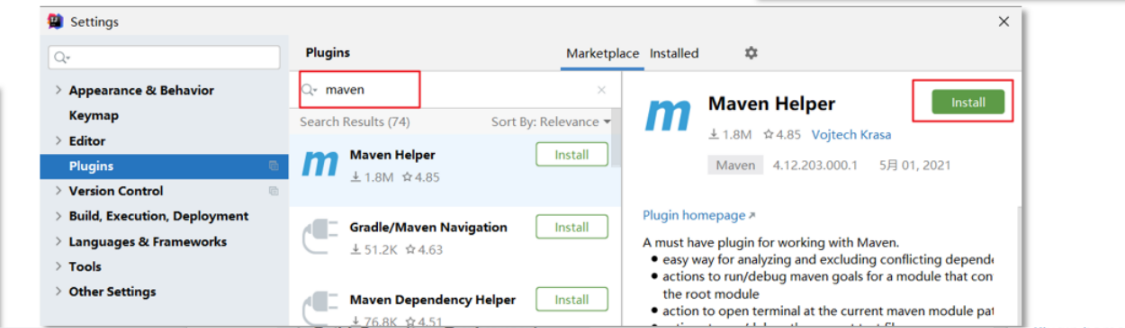 Settings
Plugins
Marketplace Installed
Appearance & Behavior
Keymap
Editor
Plugins
Version Control
Build, Execution, Deployment
Languages & Frameworks
Tools
Other Settings
maven
Search Results (74) Sort By: Relevance
Maven Helper Install
1.8M 4.85
Gradle/Maven Navigation Install
51.2K 4.63
Maven Dependency Helper Install
76.8K 4.51
m Maven Helper Install
1.8M 4.85 Vojtech Krasa
Maven 4.12.203.000.1 5月 01, 2021
Plugin homepage
A must have plugin for working with Maven.
easy way for analyzing and excluding conflicting depende
actions to run/debug maven goals for a module that con
the root module
action to open terminal at the current maven module pat